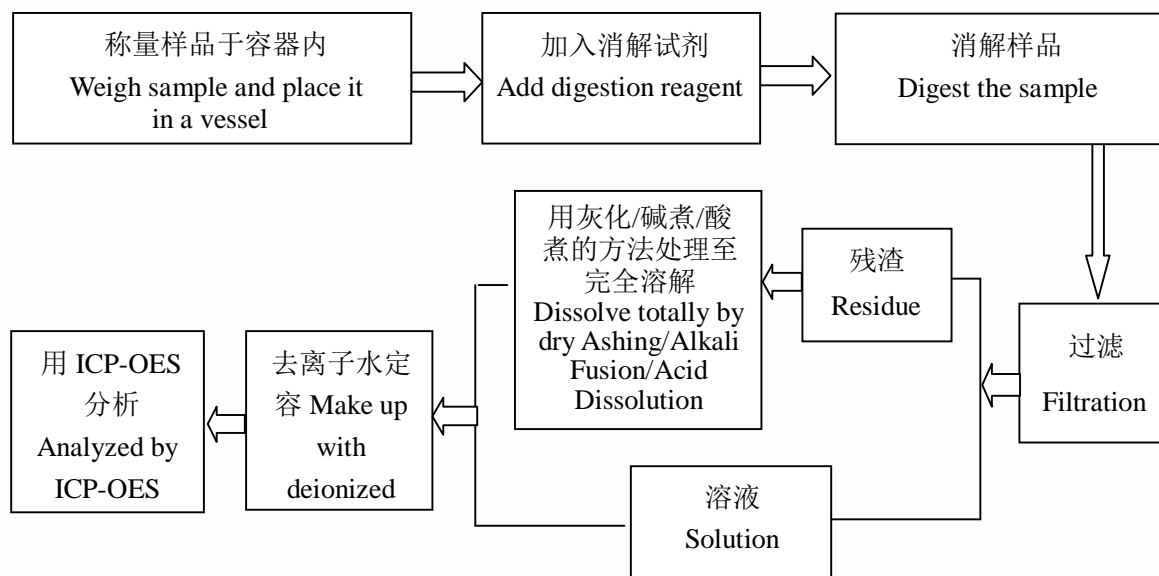 称量样品于容器内
Weigh sample and place it
in a vessel
加入消解试剂
Add digestion reagent
消解样品
Digest the sample
过滤
Filtration
残渣
Residue
用灰化/碱煮/酸
煮的方法处理至
完全溶解
Dissolve totally by
dry Ashing/Alkali
Fusion/Acid
Dissolution
溶液
Solution
去离子水定
容 Make up
with
deionized
用 ICP-OES
分析
Analyzed by
ICP-OES